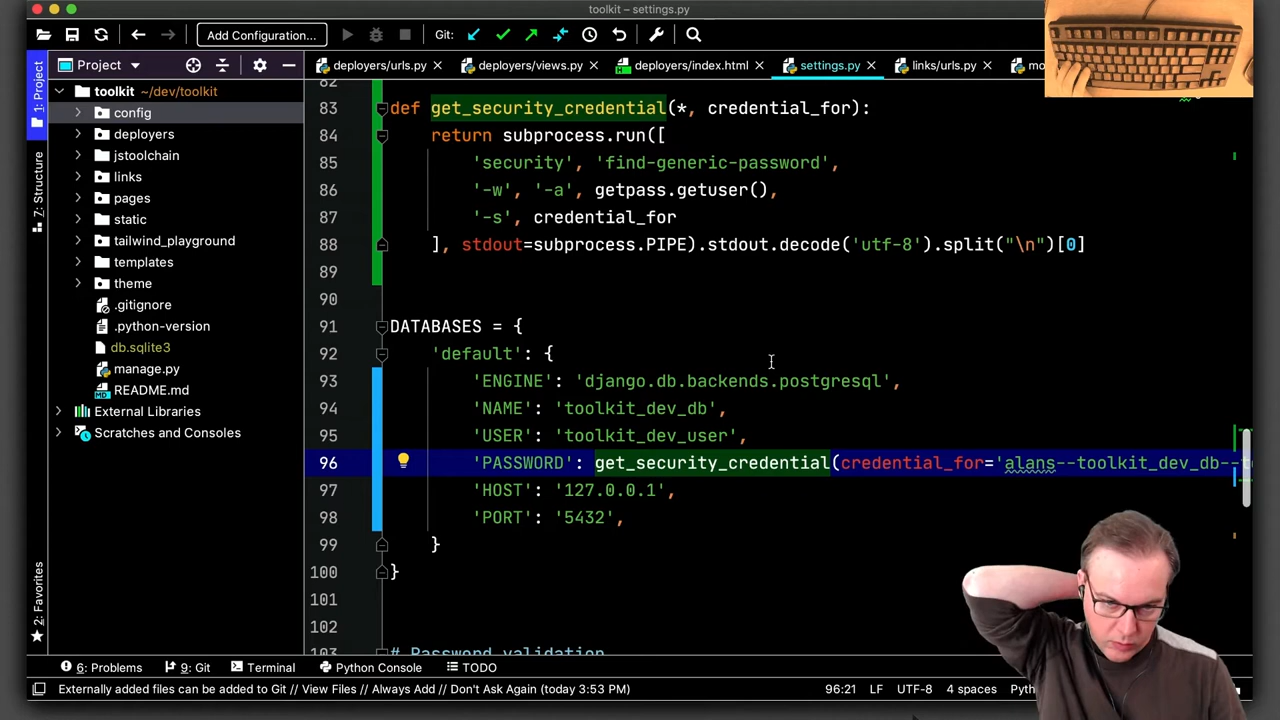 toolkit – settings.py
Add Configuration...
Git:
1: Project
Z: Structure
2: Favorites
Project
deployers/urls.py
deployers/views.py
deployers/index.html
settings.py
links/urls.py
toolkit ~/dev/toolkit
config
deployers
jstoolchain
links
pages
static
tailwind_playground
templates
theme
.gitignore
.python-version
db.sqlite3
manage.py
README.md
External Libraries
Scratches and Consoles
82
83 def get_security_credential(*, credential_for):
84 return subprocess.run([
85 'security', 'find-generic-password',
86 '-w', '-a', getpass.getuser(),
87 '-s', credential_for
88 ], stdout=subprocess.PIPE).stdout.decode('utf-8').split("\n")[0]
89
90
91 DATABASES = {
92 'default': {
93 'ENGINE': 'django.db.backends.postgresql',
94 'NAME': 'toolkit_dev_db',
95 'USER': 'toolkit_dev_user',
96 'PASSWORD': get_security_credential(credential_for='alans--toolkit_dev_db--
97 'HOST': '127.0.0.1',
98 'PORT': '5432',
99 }
100 }
101
102
103 # Password validation
6: Problems
9: Git
Terminal
Python Console
TODO
Externally added files can be added to Git // View Files // Always Add // Don't Ask Again (today 3:53 PM)
96:21 LF UTF-8 4 spaces